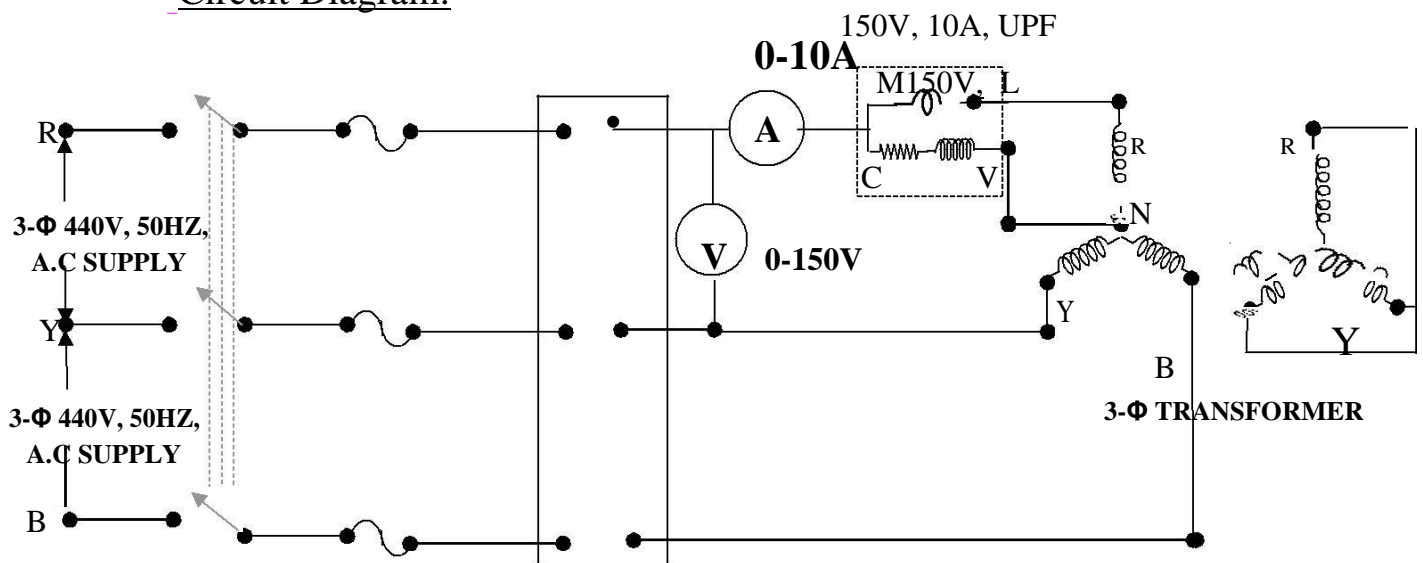 Circuit Diagram:
150V, 10A, UPF
0-10A
M150V, L
R
A
R
R
C
V
N
3-Φ 440V, 50HZ,
A.C SUPPLY
V
0-150V
Y
Y
Y
B
3-Φ TRANSFORMER
3-Φ 440V, 50HZ,
A.C SUPPLY
B